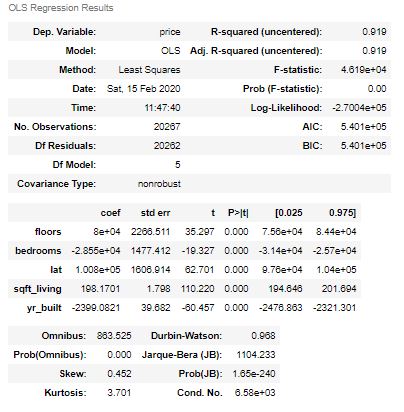 OLS Regression Results
Dep. Variable: price R-squared (uncentered): 0.919
Model: OLS Adj. R-squared (uncentered): 0.919
Method: Least Squares F-statistic: 4.619e+04
Date: Sat, 15 Feb 2020 Prob (F-statistic): 0.00
Time: 11:47:40 Log-Likelihood: -2.7004e+05
No. Observations: 20267 AIC: 5.401e+05
Df Residuals: 20262 BIC: 5.401e+05
Df Model: 5
Covariance Type: nonrobust
coef std err t P>|t| [0.025 0.975]
floors 8e+04 2266.511 35.297 0.000 7.56e+04 8.44e+04
bedrooms -2.855e+04 1477.412 -19.327 0.000 -3.14e+04 -2.57e+04
lat 1.008e+05 1606.914 62.701 0.000 9.76e+04 1.04e+05
sqft_living 198.1701 1.798 110.220 0.000 194.646 201.694
yr_built -2399.0821 39.682 -60.457 0.000 -2476.863 -2321.301
Omnibus: 863.525 Durbin-Watson: 0.968
Prob(Omnibus): 0.000 Jarque-Bera (JB): 1104.233
Skew: 0.452 Prob(JB): 1.65e-240
Kurtosis: 3.701 Cond. No. 6.58e+03